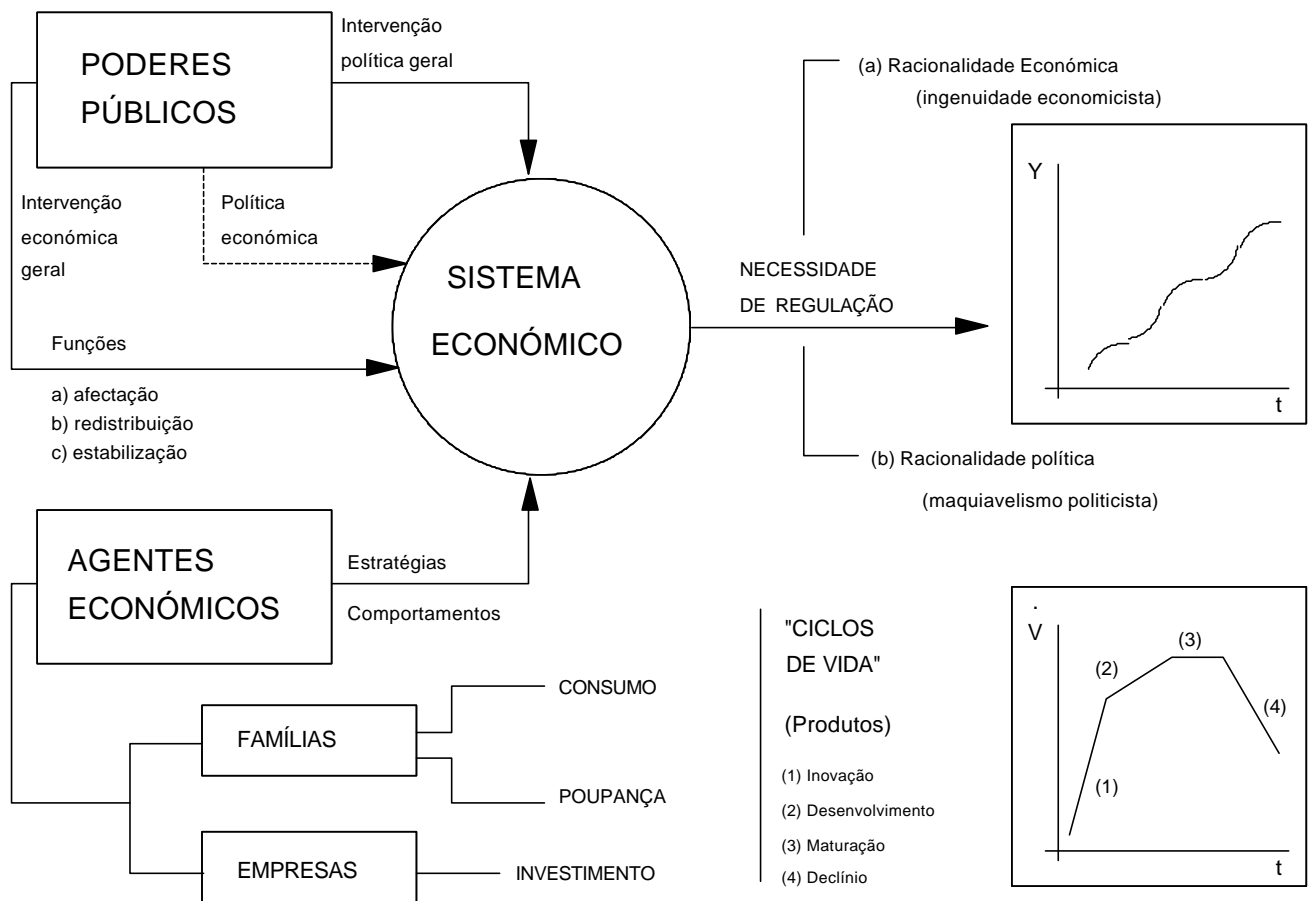 PODERES
PÚBLICOS
Intervenção
política geral
Intervenção
económica
geral
Política
económica
Funções
a) afectação
b) redistribuição
c) estabilização
SISTEMA
ECONÓMICO
NECESSIDADE
DE REGULAÇÃO
(a) Racionalidade Económica
(ingenuidade economicista)
Y
t
(b) Racionalidade política
(maquiavelismo politicista)
AGENTES
ECONÓMICOS
Estratégias
Comportamentos
FAMÍLIAS
CONSUMO
POUPANÇA
EMPRESAS
INVESTIMENTO
"CICLOS
DE VIDA"
(Produtos)
(1) Inovação
(2) Desenvolvimento
(3) Maturação
(4) Declínio
V̇
(1)
(2)
(3)
(4)
t